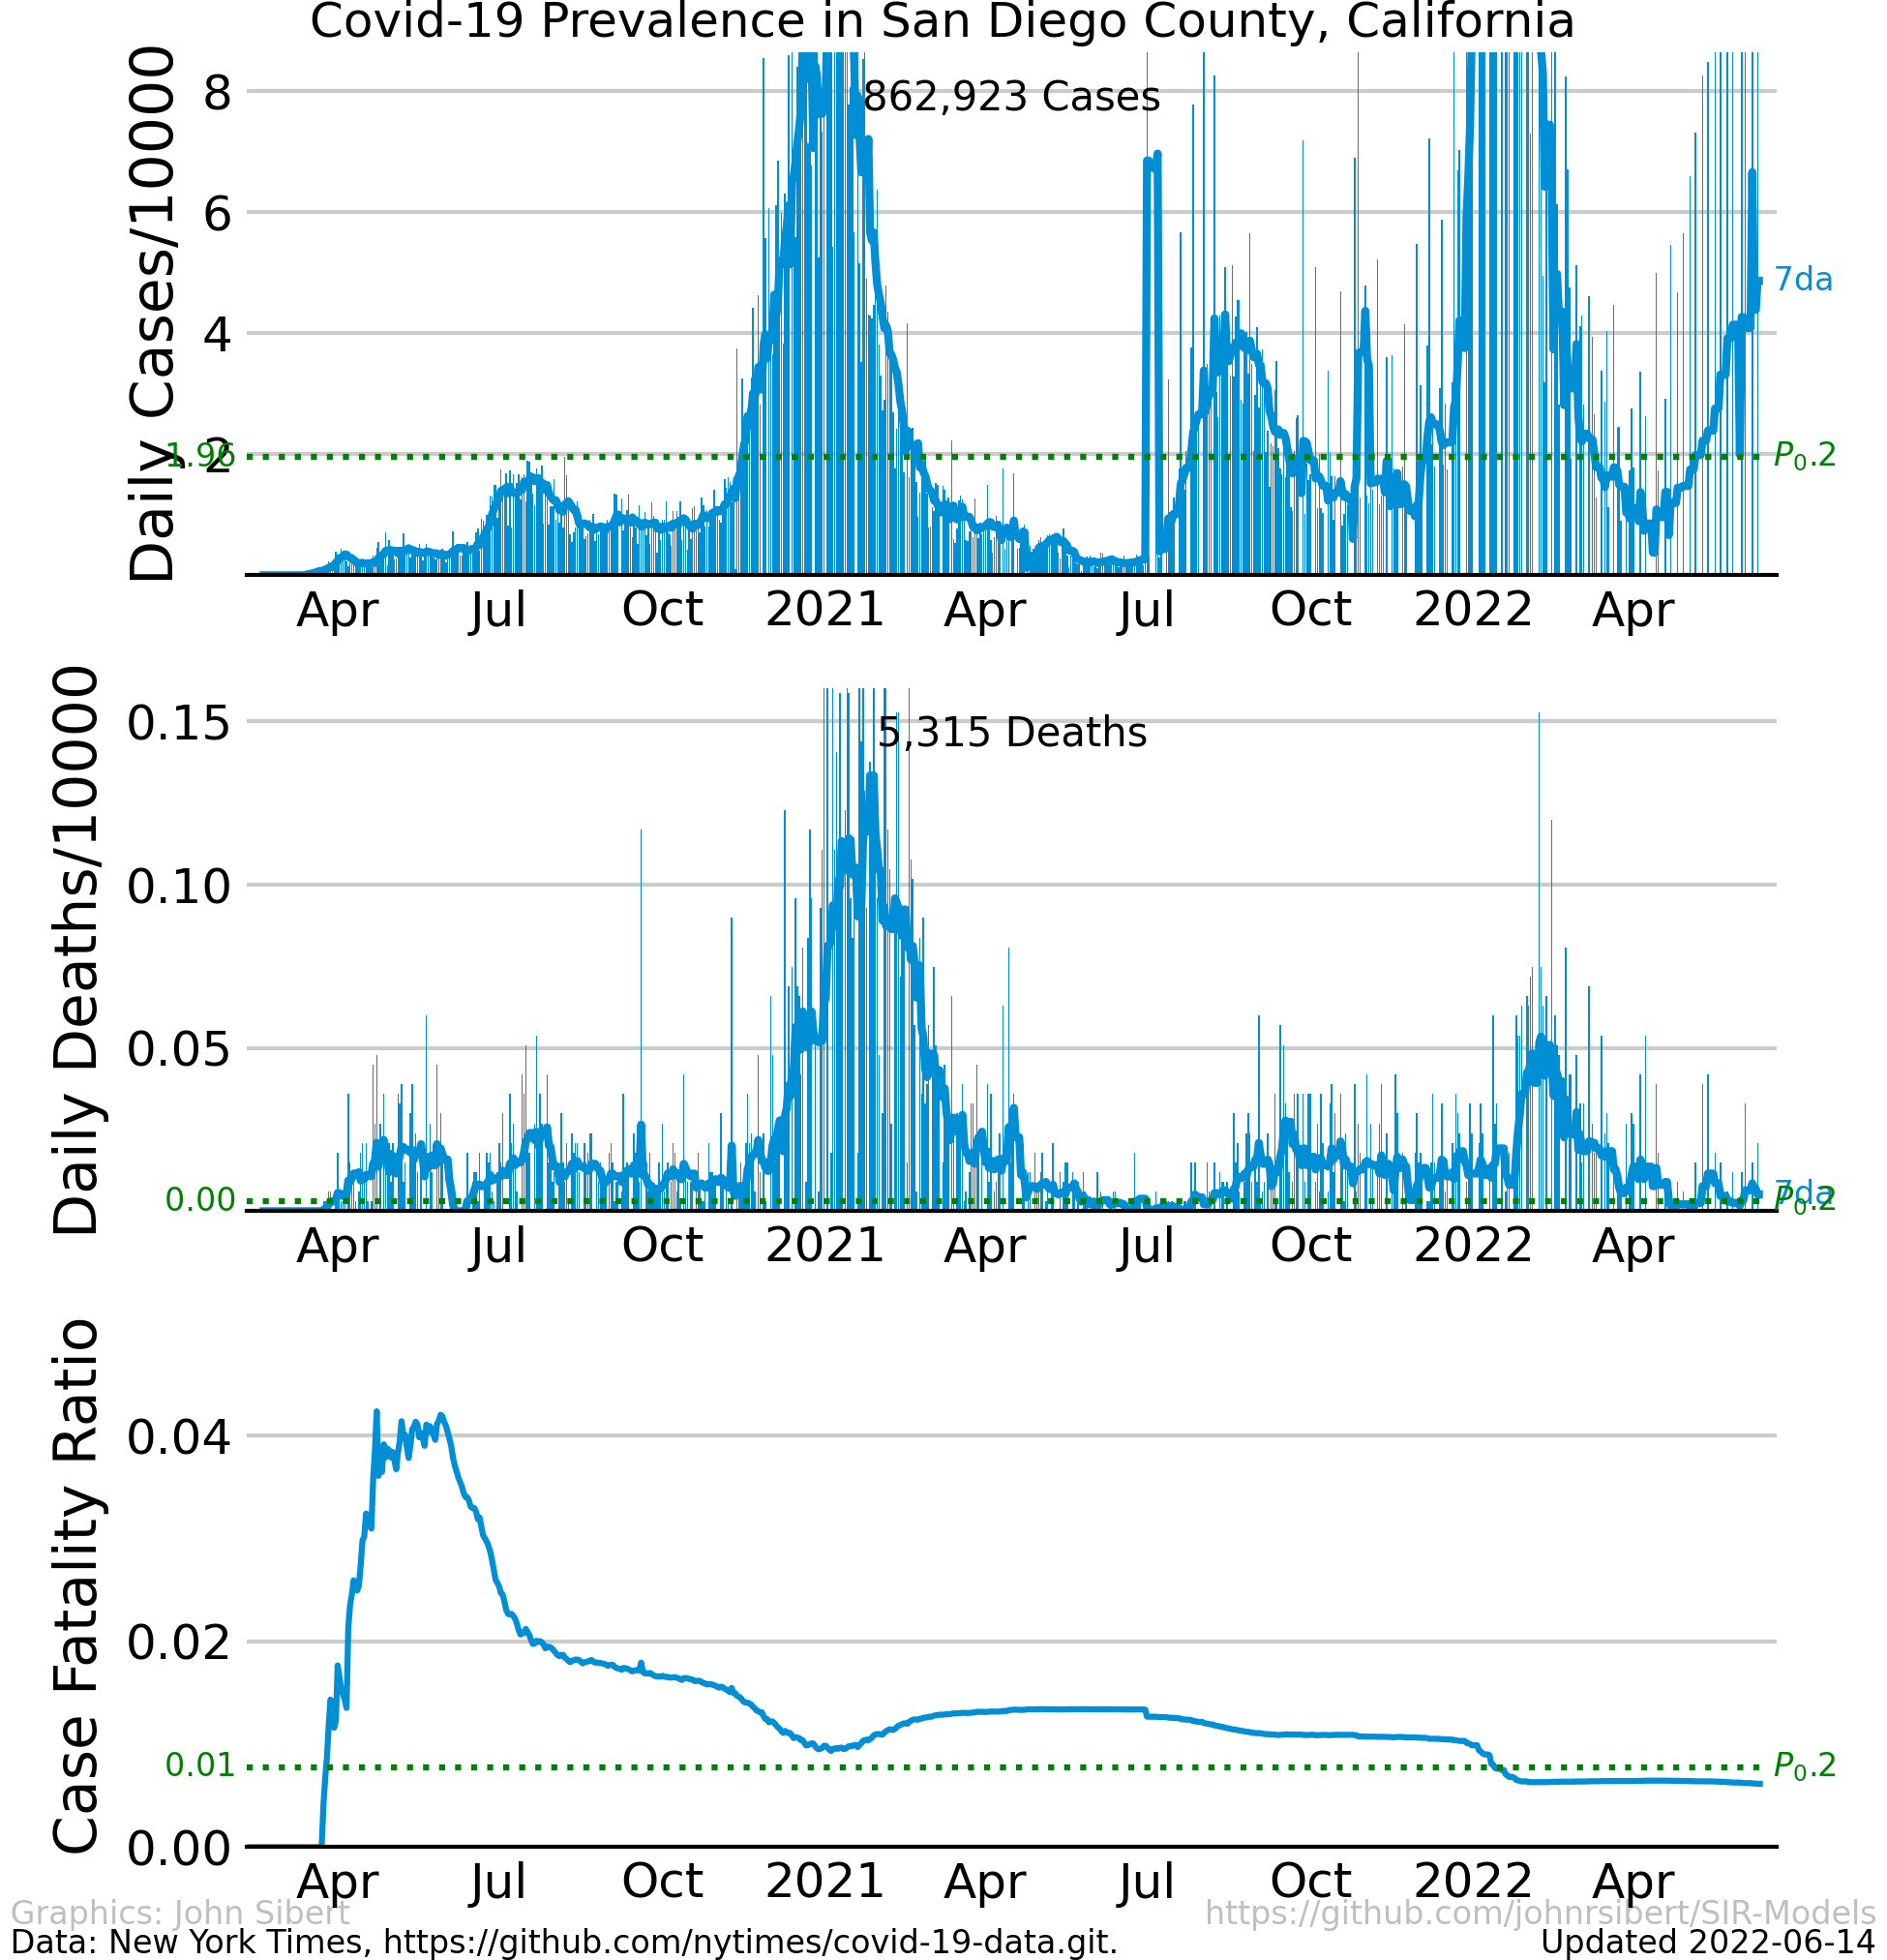 Covid-19 Prevalence in San Diego County, California
Daily Cases/10000
8
6
4
2
1.96
862,923 Cases
7da
P0.2
Apr Jul Oct 2021 Apr Jul Oct 2022 Apr
Daily Deaths/10000
0.15
0.10
0.05
0.00
5,315 Deaths
7da
P0.2
Apr Jul Oct 2021 Apr Jul Oct 2022 Apr
Case Fatality Ratio
0.04
0.02
0.01
0.00
P0.2
Apr Jul Oct 2021 Apr Jul Oct 2022 Apr
Graphics: John Sibert
https://github.com/johnrsibert/SIR-Models
Data: New York Times, https://github.com/nytimes/covid-19-data.git.
Updated 2022-06-14